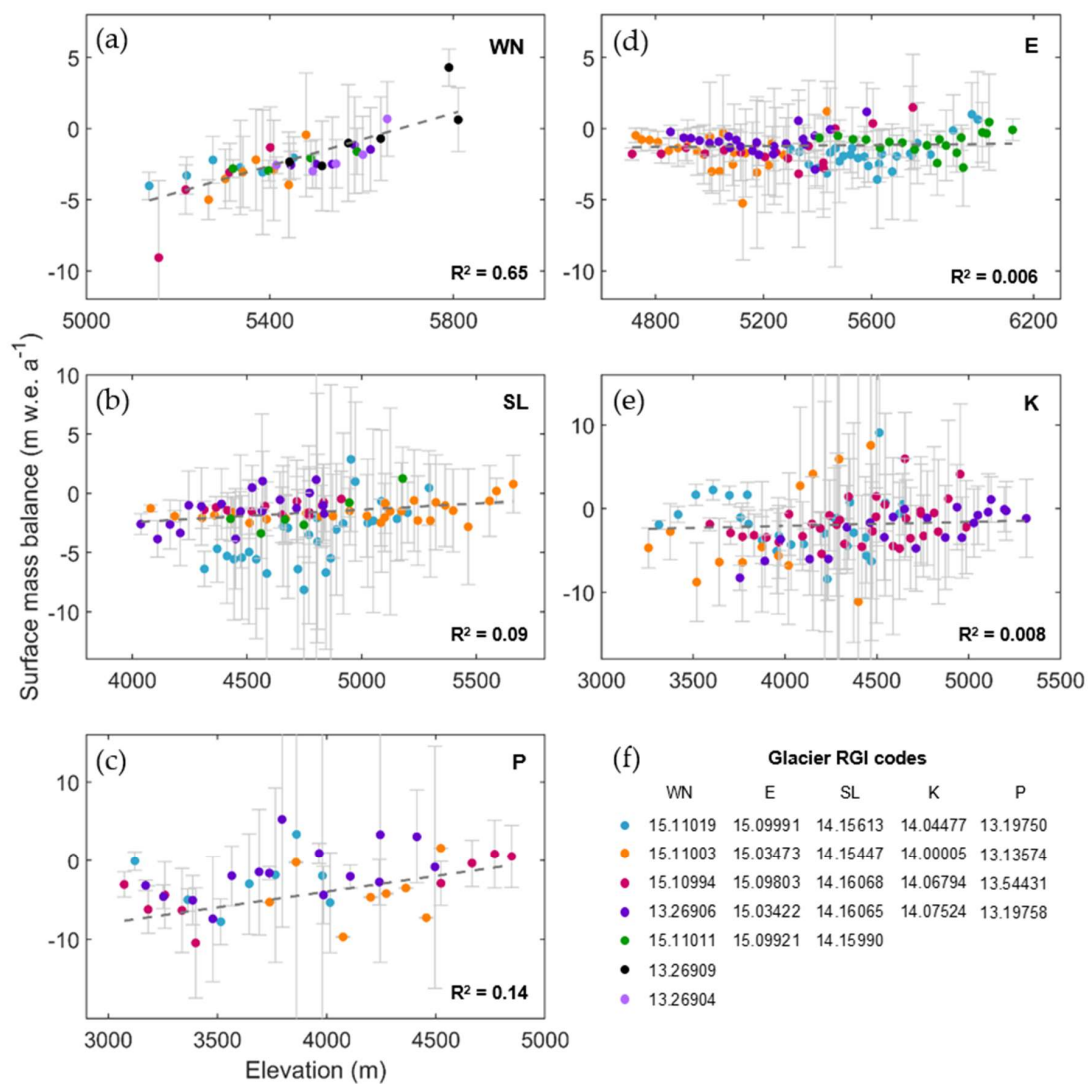 (a)
WN
5
0
-5
-10
R² = 0.65
5000 5400 5800
(d)
E
5
0
-5
-10
R² = 0.006
4800 5200 5600 6200
Surface mass balance (m w.e. a⁻¹)
(b)
SL
10
5
0
-5
-10
R² = 0.09
4000 4500 5000 5500
(e)
K
10
0
-10
R² = 0.008
3000 3500 4000 4500 5000 5500
(c)
P
10
0
-10
R² = 0.14
3000 3500 4000 4500 5000
Elevation (m)
(f) Glacier RGI codes
WN E SL K P
15.11019 15.09991 14.15613 14.04477 13.19750
15.11003 15.03473 14.15447 14.00005 13.13574
15.10994 15.09803 14.16068 14.06794 13.54431
13.26906 15.03422 14.16065 14.07524 13.19758
15.11011 15.09921 14.15990
13.26909
13.26904